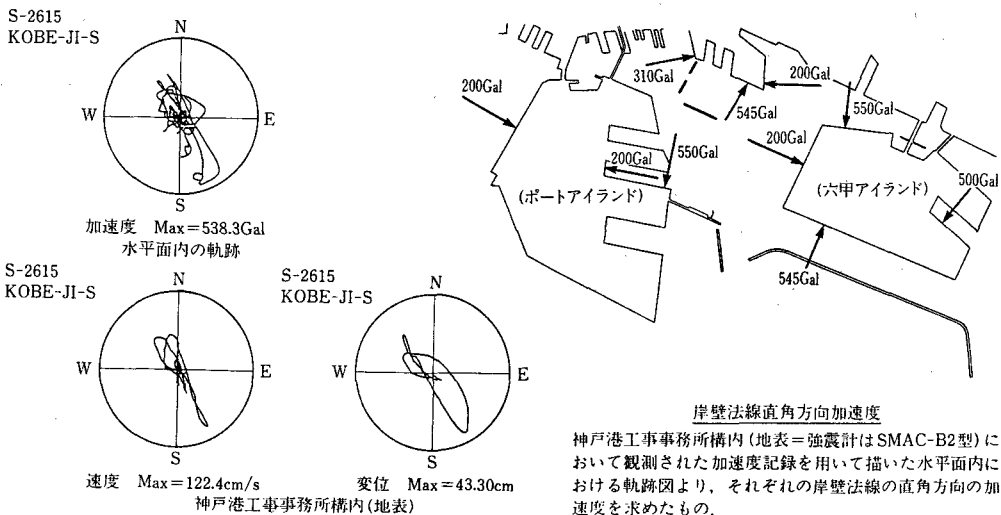 S-2615
KOBE-JI-S
N
W
E
S
加速度 Max=538.3Gal
水平面内の軌跡
S-2615
KOBE-JI-S
N
W
E
S
速度 Max=122.4cm/s
S-2615
KOBE-JI-S
N
W
E
S
変位 Max=43.30cm
神戸港工事事務所構内(地表)
200Gal
310Gal
200Gal
545Gal
550Gal
200Gal
550Gal
200Gal
500Gal
545Gal
(ポートアイランド)
(六甲アイランド)
岸壁法線直角方向加速度
神戸港工事事務所構内(地表=強震計はSMAC-B2型)に
おいて観測された加速度記録を用いて描いた水平面内に
おける軌跡図より,それぞれの岸壁法線の直角方向の加
速度を求めたもの.